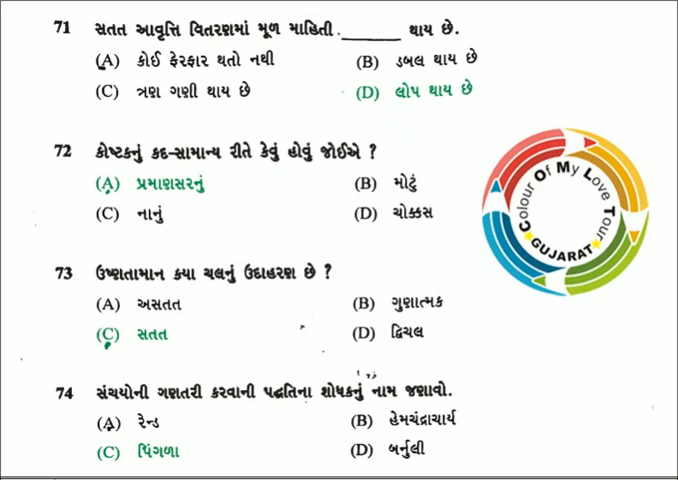 71 સતત આવૃત્તિ વિતરણમાં મૂળ માહિતી ________ થાય છે.
(A) કોઈ ફેરફાર થતો નથી (B) ડબલ થાય છે
(C) ત્રણ ગણી થાય છે (D) લોપ થાય છે
72 કોષ્ટકનું કદ-સામાન્ય રીતે કેવું હોવું જોઈએ ?
(A) પ્રમાણસરનું (B) મોટું
(C) નાનું (D) ચોક્કસ
73 ઉષ્ણતામાન કયા ચલનું ઉદાહરણ છે ?
(A) અસતત (B) ગુણાત્મક
(C) સતત (D) દ્વિચલ
74 સંચયોની ગણતરી કરવાની પદ્ધતિના શોધકનું નામ જણાવો.
(A) રેન્ડ (B) હેમચંદ્રાચાર્ય
(C) પિંગળા (D) બર્નુલી
Colour Of My Love Tour
GUJARAT